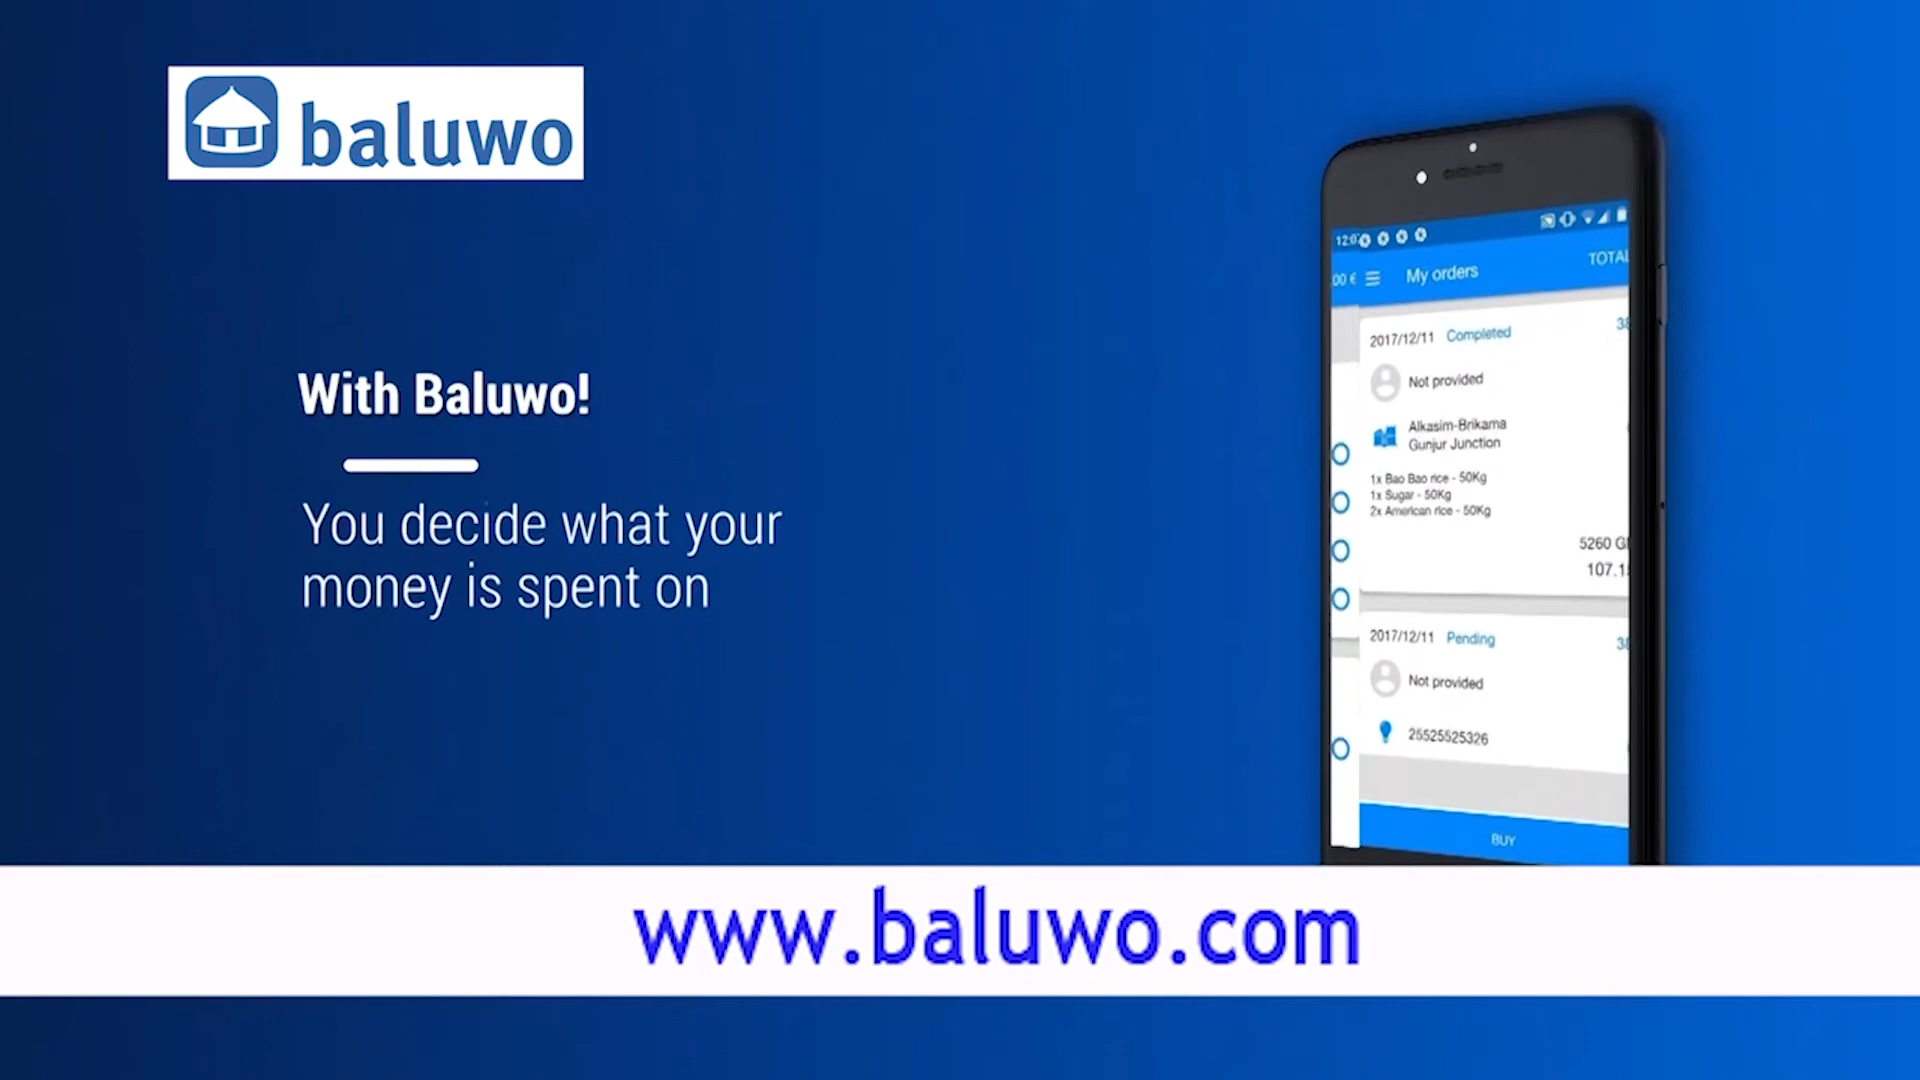 baluwo
With Baluwo!
You decide what your
money is spent on
My orders
TOTAL
2017/12/11 Completed
Not provided
Alkasim-Brikama
Gunjur Junction
1x Bao Bao rice - 50Kg
1x Sugar - 50Kg
2x American rice - 50Kg
5260
2017/12/11 Pending
Not provided
25525525326
BUY
www.baluwo.com